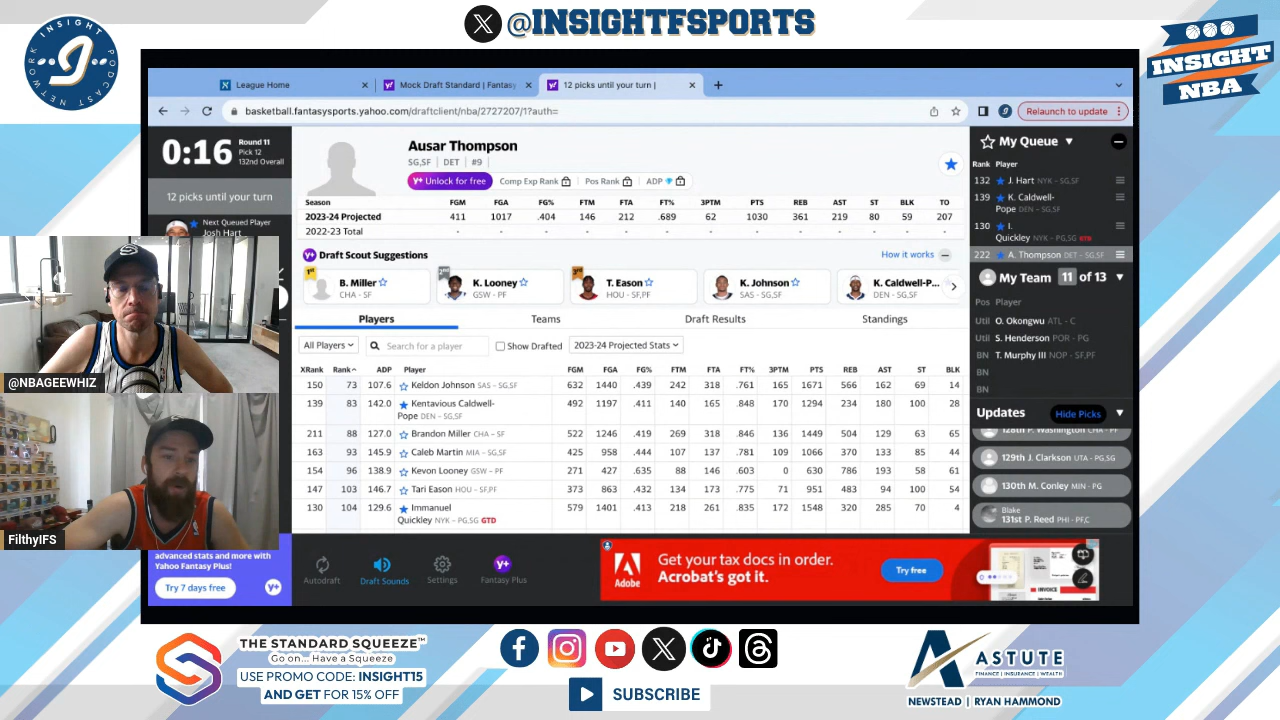 @INSIGHTFSPORTS
INSIGHT
PODCAST NETWORK
INSIGHT
NBA
League Home
Mock Draft Standard | Fantasy
12 picks until your turn |
basketball.fantasysports.yahoo.com/draftclient/nba/2727207/1?auth=
Relaunch to update
0:16
Round 11
Pick 12
132nd Overall
12 picks until your turn
Next Queued Player
Josh Hart
Ausar Thompson
SG,SF | DET | #9
Unlock for free
Comp Exp Rank
Pos Rank
ADP
Season FGM FGA FG% FTM FTA FT% 3PTM PTS REB AST ST BLK TO
2023-24 Projected 411 1017 .404 146 212 .689 62 1030 361 219 80 59 207
2022-23 Total - - - - - - - - - - - - -
Draft Scout Suggestions
How it works
1st
B. Miller
CHA - SF
K. Looney
GSW - PF
T. Eason
HOU - SF,PF
K. Johnson
SAS - SG,SF
K. Caldwell-P...
DEN - SG,SF
Players
Teams
Draft Results
Standings
All Players
Search for a player
Show Drafted
2023-24 Projected Stats
XRank Rank ADP Player FGM FGA FG% FTM FTA FT% 3PTM PTS REB AST ST BLK
150 73 107.6 Keldon Johnson SAS - SG,SF 632 1440 .439 242 318 .761 165 1671 566 162 69 14
139 83 142.0 Kentavious Caldwell-Pope DEN - SG,SF 492 1197 .411 140 165 .848 170 1294 234 180 100 28
211 88 127.0 Brandon Miller CHA - SF 522 1246 .419 269 318 .846 136 1449 504 129 63 65
163 93 145.9 Caleb Martin MIA - SG,SF 425 958 .444 107 137 .781 109 1066 370 133 85 44
154 96 138.9 Kevon Looney GSW - PF 271 427 .635 88 146 .603 0 630 786 193 58 61
147 103 146.7 Tari Eason HOU - SF,PF 373 863 .432 134 173 .775 71 951 483 94 100 54
130 104 129.6 Immanuel Quickley NYK - PG,SG GTD 579 1401 .413 218 261 .835 172 1548 320 285 70 4
My Queue
Rank Player
132 J. Hart NYK - SG,SF
139 K. Caldwell-
Pope DEN - SG,SF
130 I.
Quickley NYK - PG,SG GTD
222 A. Thompson DET - SG,SF
My Team 11 of 13
Pos Player
Util O. Okongwu ATL - C
Util S. Henderson POR - PG
BN T. Murphy III NOP - SF,PF
BN
BN
Updates
Hide Picks
128th P. Washington CHA - PF
129th J. Clarkson UTA - PG,SG
130th M. Conley MIN - PG
Blake
131st P. Reed PHI - PF,C
@NBAGEEWHIZ
FilthyIFS
advanced stats and more with
Yahoo Fantasy Plus!
Try 7 days free
Y+
Autodraft
Draft Sounds
Settings
Fantasy Plus
Adobe
Get your tax docs in order.
Acrobat's got it.
Try free
INVOICE
THE STANDARD SQUEEZE™
Go on... Have a Squeeze
USE PROMO CODE: INSIGHT15
AND GET FOR 15% OFF
SUBSCRIBE
ASTUTE
FINANCE | INSURANCE | WEALTH
NEWSTEAD | RYAN HAMMOND